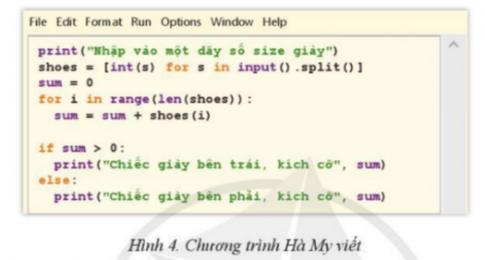 File Edit Format Run Options Window Help
print("Nhập vào một dãy số size giày")
shoes = [int(s) for s in input().split()]
sum = 0
for i in range(len(shoes)):
sum = sum + shoes(i)
if sum > 0:
print("Chiếc giày bên trái, kích cỡ", sum)
else:
print("Chiếc giày bên phải, kích cỡ", sum)
Hình 4. Chương trình Hà My viết